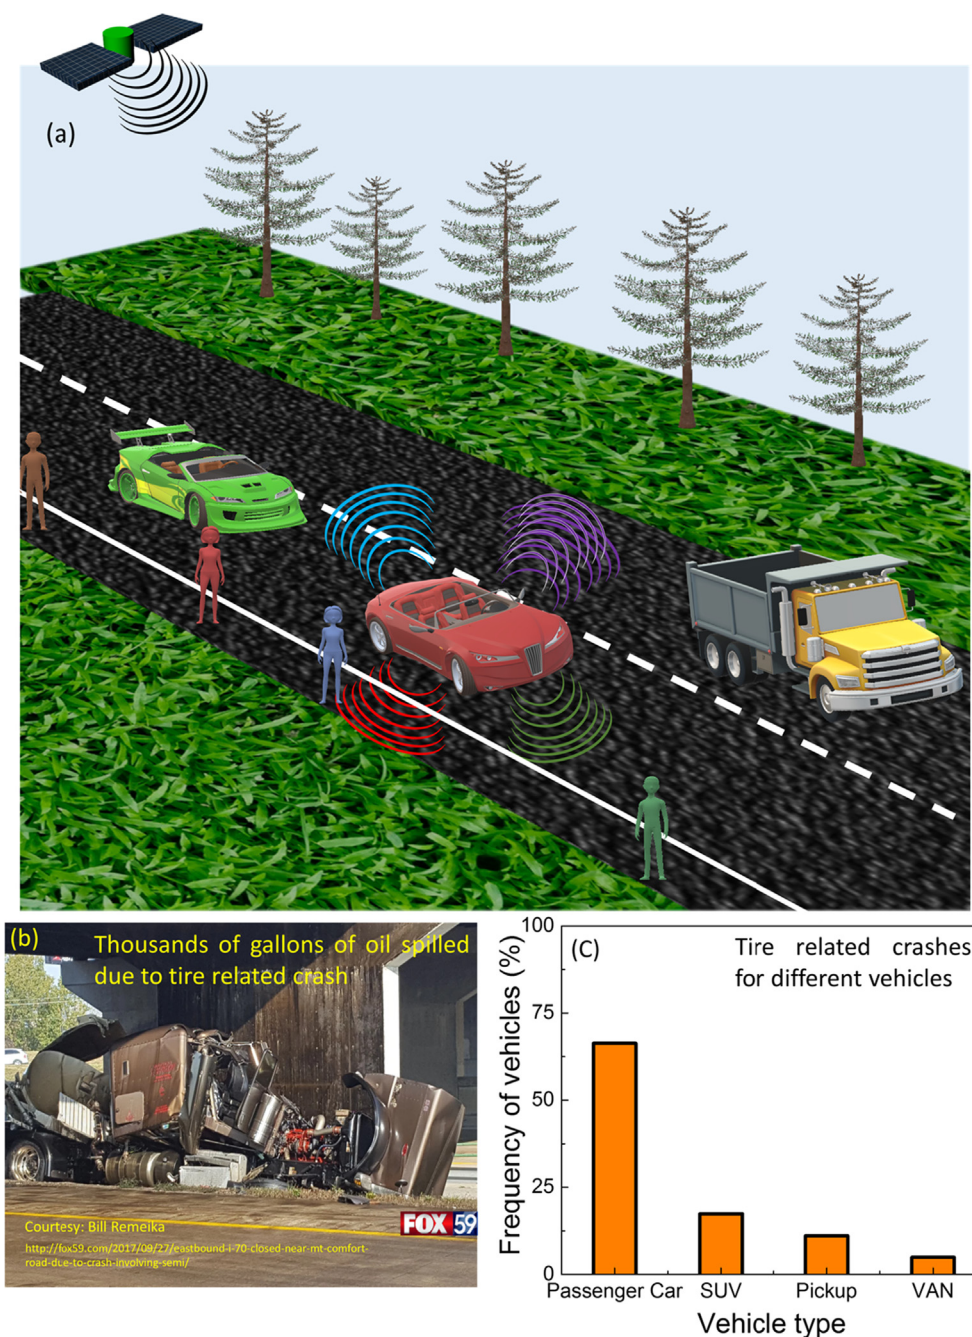 (a)
(b)
Thousands of gallons of oil spilled
due to tire related crash
Courtesy: Bill Remeika
http://fox59.com/2017/09/27/eastbound-i-70-closed-near-mt-comfort-
road-due-to-crash-involving-semi/
FOX 59
(C)
Tire related crashes
for different vehicles
Frequency of vehicles (%)
100
75
50
25
0
Passenger Car SUV Pickup VAN
Vehicle type